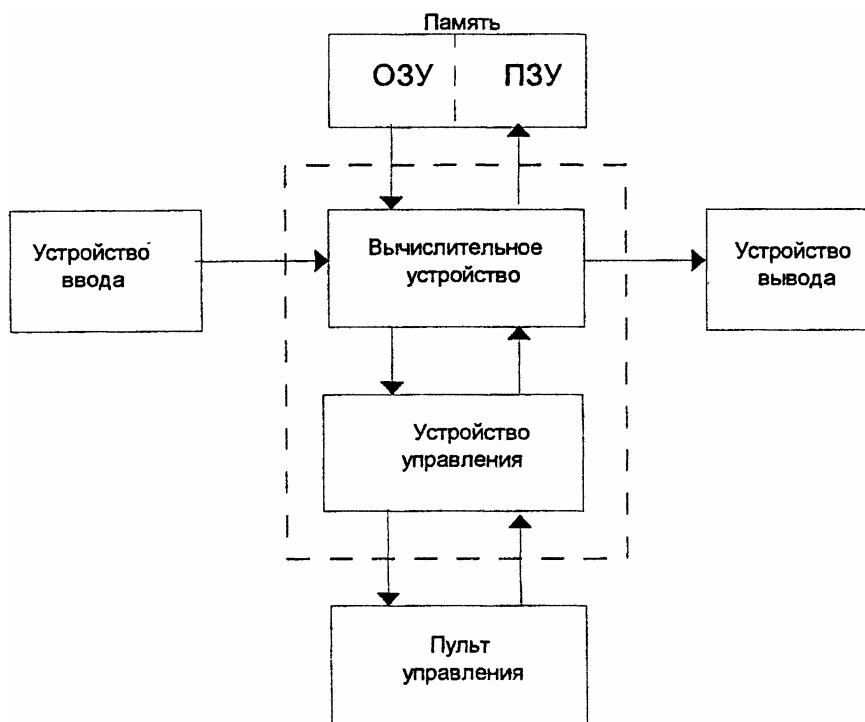 Память
ОЗУ ПЗУ
Устройство
ввода
Вычислительное
устройство
Устройство
вывода
Устройство
управления
Пульт
управления